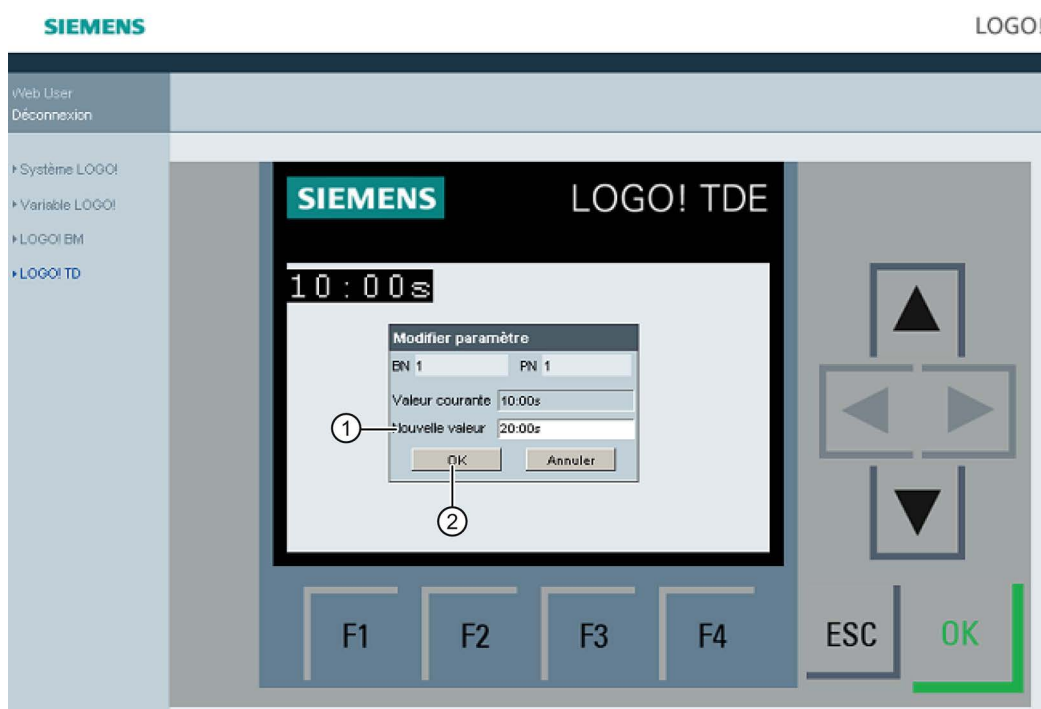 SIEMENS
LOGO!
Web User
Déconnexion
Système LOGO!
Variable LOGO!
LOGO! BM
LOGO! TD
SIEMENS LOGO! TDE
10:00s
Modifier paramètre
BN 1 PN 1
Valeur courante 10:00s
1 Nouvelle valeur 20:00s
OK Annuler
2
F1 F2 F3 F4 ESC OK